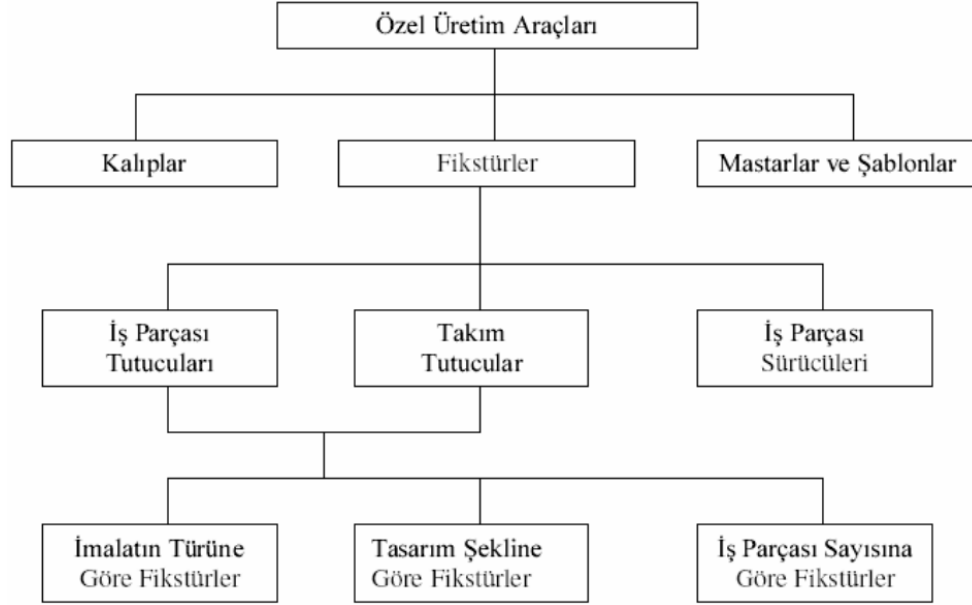 Özel Üretim Araçları
Kalıplar
Fikstürler
Mastarlar ve Şablonlar
İş Parçası
Tutucuları
Takım
Tutucular
İş Parçası
Sürücüleri
İmalatın Türüne
Göre Fikstürler
Tasarım Şekline
Göre Fikstürler
İş Parçası Sayısına
Göre Fikstürler